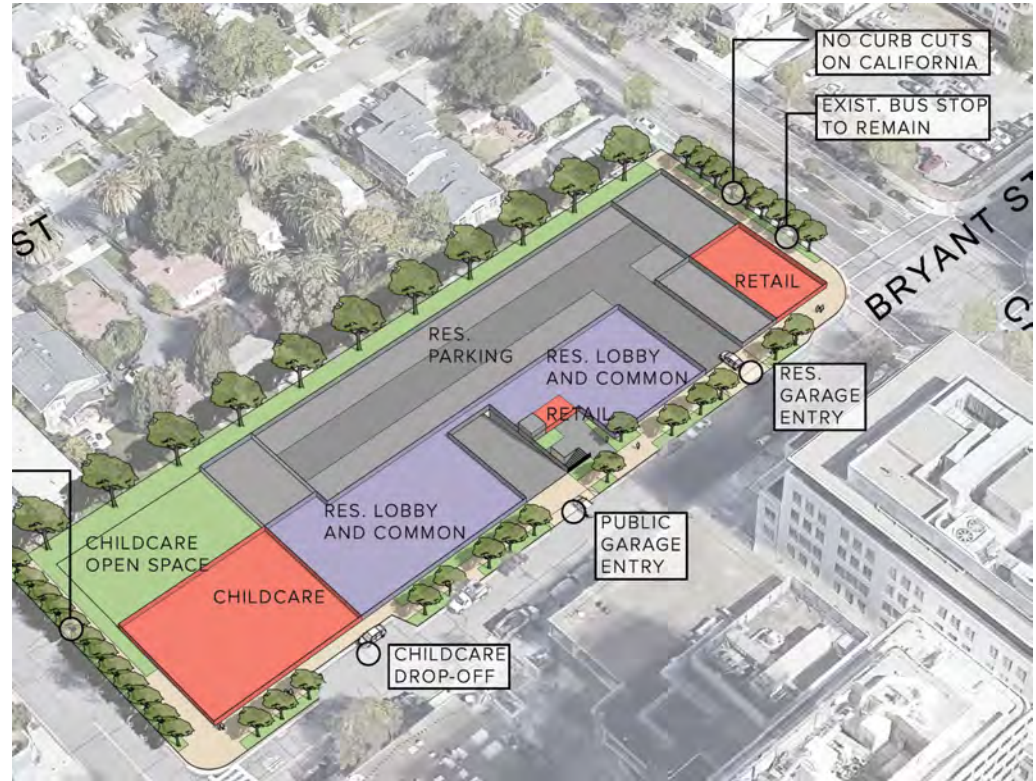 NO CURB CUTS
ON CALIFORNIA
EXIST. BUS STOP
TO REMAIN
ST
BRYANT ST
C
RETAIL
RES.
PARKING
RES. LOBBY
AND COMMON
RETAIL
RES.
GARAGE
ENTRY
RES. LOBBY
AND COMMON
PUBLIC
GARAGE
ENTRY
CHILDCARE
OPEN SPACE
CHILDCARE
CHILDCARE
DROP-OFF